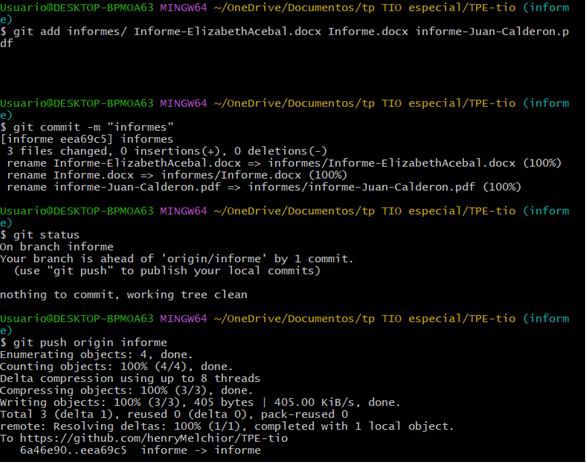 Usuario@DESKTOP-BPMOA63 MINGW64 ~/OneDrive/Documentos/tp TIO especial/TPE-tio (inform
e)
$ git add informes/ Informe-ElizabethAcebal.docx Informe.docx informe-Juan-Calderon.p
df
Usuario@DESKTOP-BPMOA63 MINGW64 ~/OneDrive/Documentos/tp TIO especial/TPE-tio (inform
e)
$ git commit -m "informes"
[informe eea69c5] informes
 3 files changed, 0 insertions(+), 0 deletions(-)
 rename Informe-ElizabethAcebal.docx => informes/Informe-ElizabethAcebal.docx (100%)
 rename Informe.docx => informes/Informe.docx (100%)
 rename informe-Juan-Calderon.pdf => informes/informe-Juan-Calderon.pdf (100%)
Usuario@DESKTOP-BPMOA63 MINGW64 ~/OneDrive/Documentos/tp TIO especial/TPE-tio (inform
e)
$ git status
On branch informe
Your branch is ahead of 'origin/informe' by 1 commit.
  (use "git push" to publish your local commits)
nothing to commit, working tree clean
Usuario@DESKTOP-BPMOA63 MINGW64 ~/OneDrive/Documentos/tp TIO especial/TPE-tio (inform
e)
$ git push origin informe
Enumerating objects: 4, done.
Counting objects: 100% (4/4), done.
Delta compression using up to 8 threads
Compressing objects: 100% (3/3), done.
Writing objects: 100% (3/3), 405 bytes | 405.00 KiB/s, done.
Total 3 (delta 1), reused 0 (delta 0), pack-reused 0
remote: Resolving deltas: 100% (1/1), completed with 1 local object.
To https://github.com/henryMelchior/TPE-tio
   6a46e90..eea69c5  informe -> informe